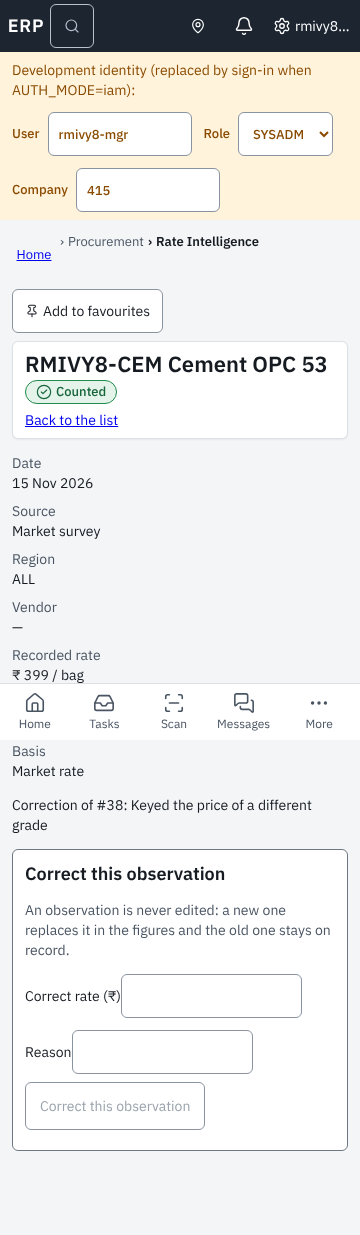 ERP
rmivy8...
Development identity (replaced by sign-in when
AUTH_MODE=iam):
User rmivy8-mgr Role SYSADM
Company 415
Home › Procurement › Rate Intelligence
Add to favourites
RMIVY8-CEM Cement OPC 53
Counted
Back to the list
Date
15 Nov 2026
Source
Market survey
Region
ALL
Vendor
—
Recorded rate
₹ 399 / bag
Home Tasks Scan Messages More
Basis
Market rate
Correction of #38: Keyed the price of a different
grade
Correct this observation
An observation is never edited: a new one
replaces it in the figures and the old one stays on
record.
Correct rate (₹)
Reason
Correct this observation